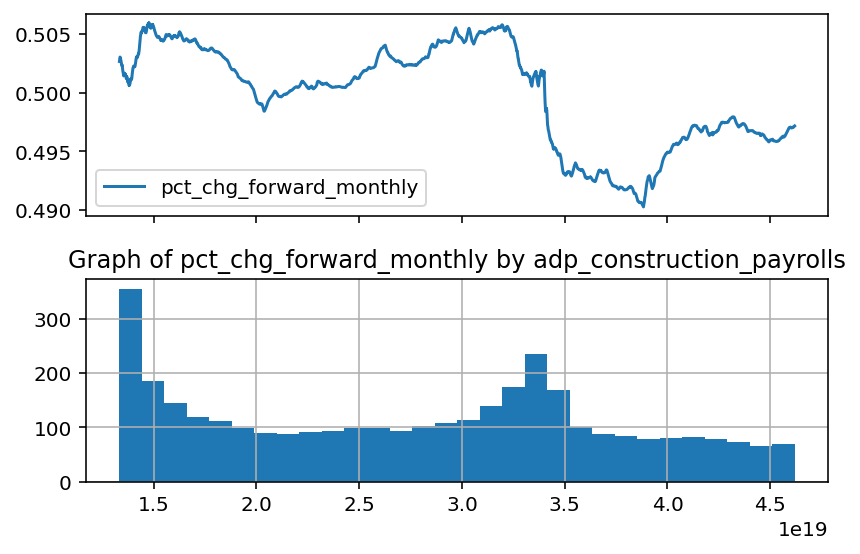 0.505
0.500
0.495
0.490
pct_chg_forward_monthly
Graph of pct_chg_forward_monthly by adp_construction_payrolls
300
200
100
0
1.5 2.0 2.5 3.0 3.5 4.0 4.5
1e19